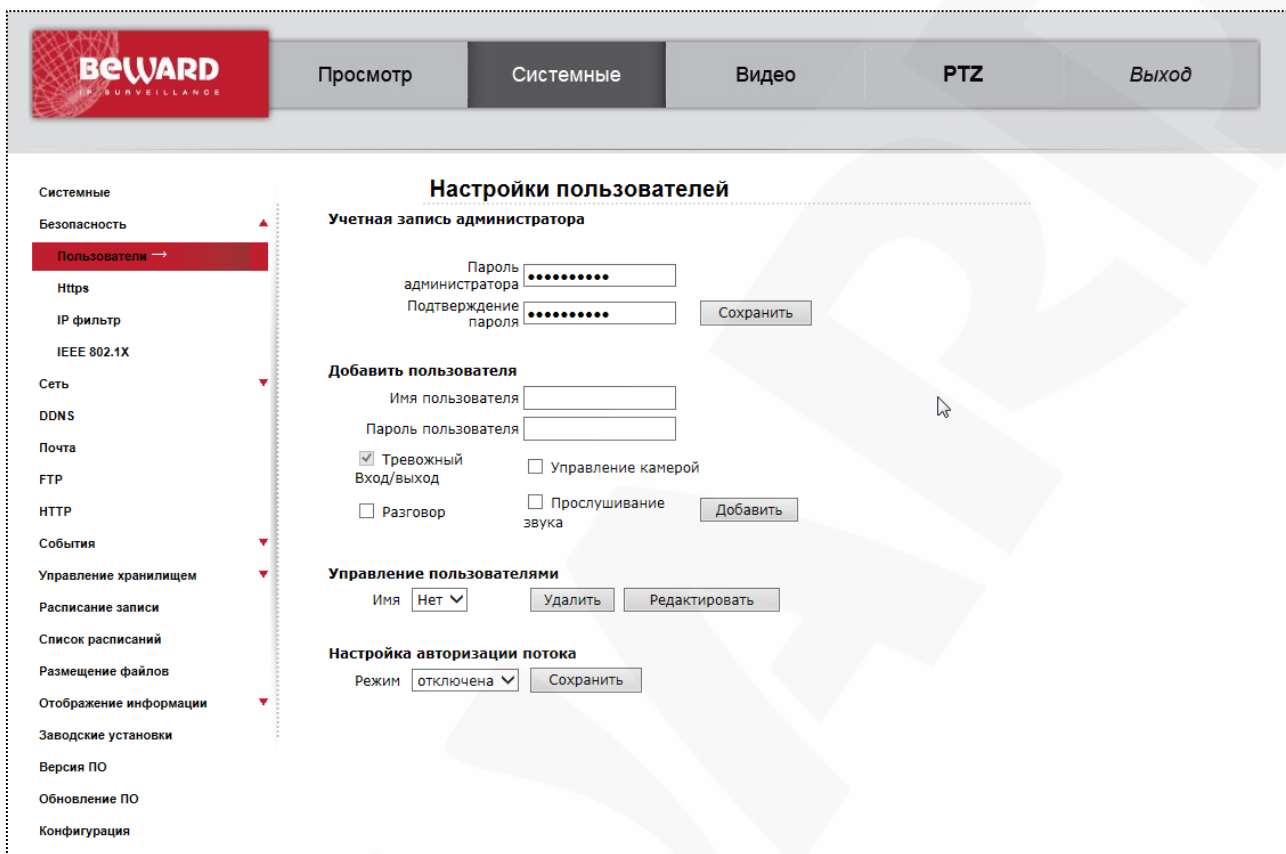 BEWARD
IP SURVEILLANCE
Просмотр
Системные
Видео
PTZ
Выход
Системные
Безопасность
Пользователи →
Https
IP фильтр
IEEE 802.1X
Сеть
DDNS
Почта
FTP
HTTP
События
Управление хранилищем
Расписание записи
Список расписаний
Размещение файлов
Отображение информации
Заводские установки
Версия ПО
Обновление ПО
Конфигурация
Настройки пользователей
Учетная запись администратора
Пароль
администратора
••••••••••
Подтверждение
пароля
••••••••••
Сохранить
Добавить пользователя
Имя пользователя
Пароль пользователя
Тревожный
Вход/выход
Управление камерой
Разговор
Прослушивание
звука
Добавить
Управление пользователями
Имя Нет Удалить Редактировать
Настройка авторизации потока
Режим отключена Сохранить